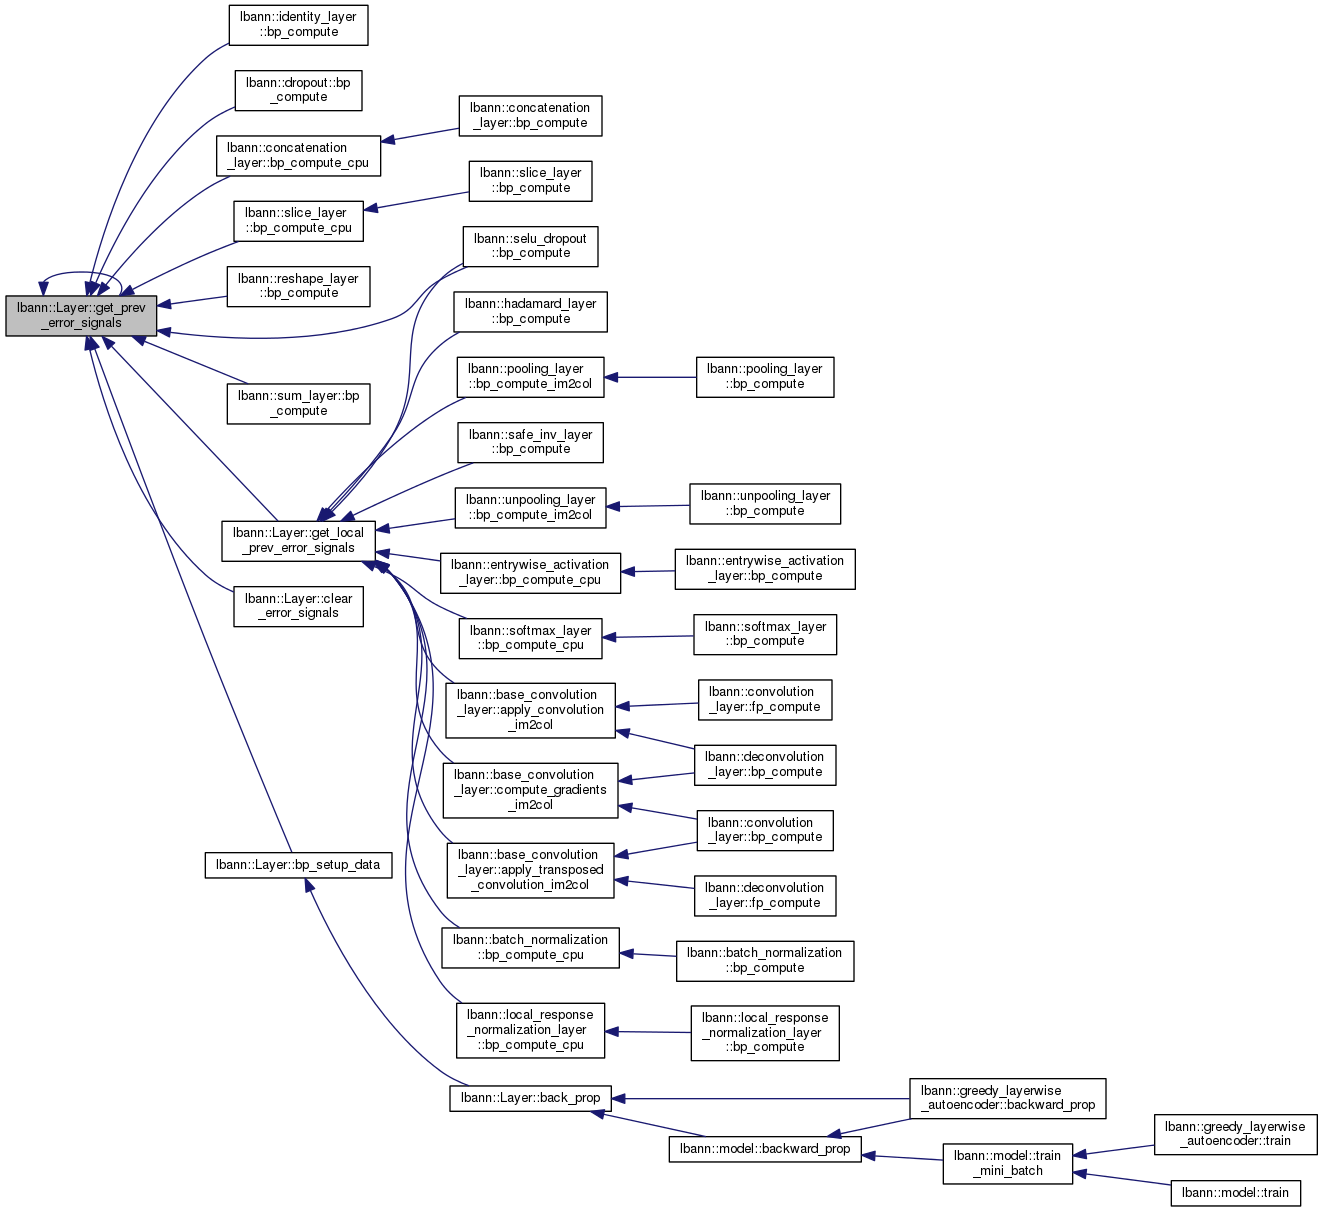 lbann::identity_layer
::bp_compute
lbann::dropout::bp
_compute
lbann::concatenation
_layer::bp_compute_cpu
lbann::concatenation
_layer::bp_compute
lbann::slice_layer
::bp_compute_cpu
lbann::slice_layer
::bp_compute
lbann::reshape_layer
::bp_compute
lbann::selu_dropout
::bp_compute
lbann::Layer::get_prev
_error_signals
lbann::sum_layer::bp
_compute
lbann::hadamard_layer
::bp_compute
lbann::pooling_layer
::bp_compute_im2col
lbann::pooling_layer
::bp_compute
lbann::safe_inv_layer
::bp_compute
lbann::unpooling_layer
::bp_compute_im2col
lbann::unpooling_layer
::bp_compute
lbann::Layer::get_local
_prev_error_signals
lbann::entrywise_activation
_layer::bp_compute_cpu
lbann::entrywise_activation
_layer::bp_compute
lbann::Layer::clear
_error_signals
lbann::softmax_layer
::bp_compute_cpu
lbann::softmax_layer
::bp_compute
lbann::base_convolution
_layer::apply_convolution
_im2col
lbann::convolution
_layer::fp_compute
lbann::deconvolution
_layer::bp_compute
lbann::base_convolution
_layer::compute_gradients
_im2col
lbann::convolution
_layer::bp_compute
lbann::base_convolution
_layer::apply_transposed
_convolution_im2col
lbann::deconvolution
_layer::fp_compute
lbann::Layer::bp_setup_data
lbann::batch_normalization
::bp_compute_cpu
lbann::batch_normalization
::bp_compute
lbann::local_response
_normalization_layer
::bp_compute_cpu
lbann::local_response
_normalization_layer
::bp_compute
lbann::Layer::back_prop
lbann::greedy_layerwise
_autoencoder::backward_prop
lbann::model::backward_prop
lbann::model::train
_mini_batch
lbann::greedy_layerwise
_autoencoder::train
lbann::model::train